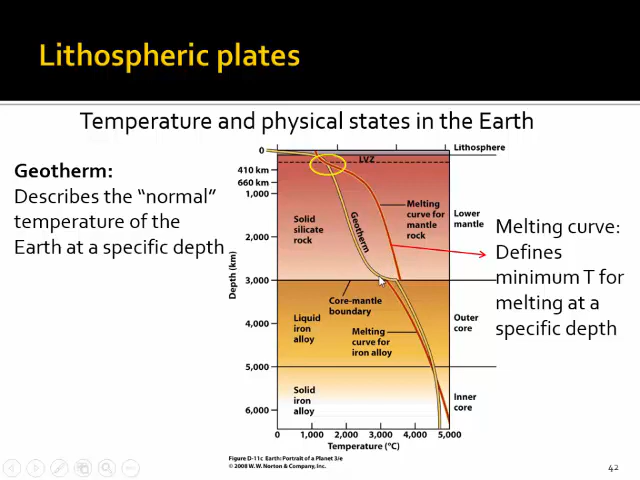 Lithospheric plates
Temperature and physical states in the Earth
Geotherm:
Describes the “normal”
temperature of the
Earth at a specific depth
0
410 km
660 km
1,000
2,000
3,000
4,000
5,000
6,000
Depth (km)
LVZ
Lithosphere
Solid
silicate
rock
Geotherm
Melting
curve for
mantle
rock
Lower
mantle
Core-mantle
boundary
Liquid
iron
alloy
Melting
curve for
iron alloy
Outer
core
Solid
iron
alloy
Inner
core
0 1,000 2,000 3,000 4,000 5,000
Temperature (°C)
Melting curve:
Defines
minimum T for
melting at a
specific depth
Figure D-11c Earth: Portrait of a Planet 3/e
© 2008 W. W. Norton & Company, Inc.
42